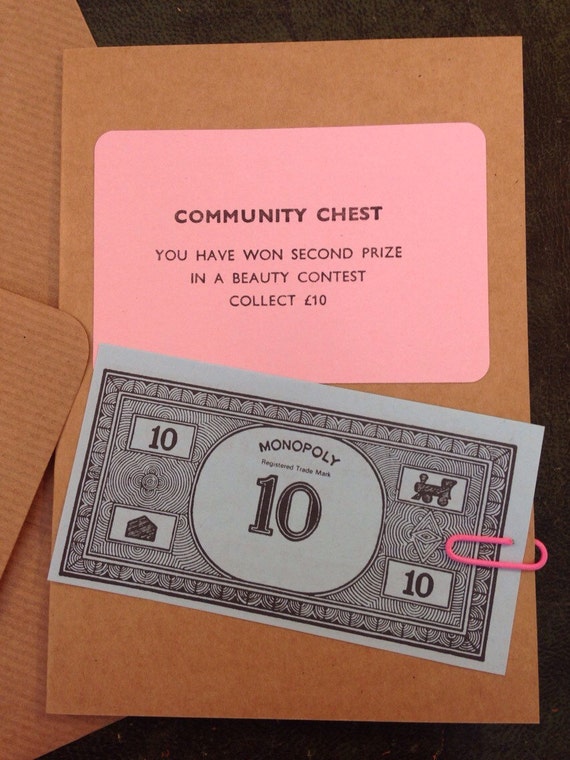 COMMUNITY CHEST
YOU HAVE WON SECOND PRIZE
IN A BEAUTY CONTEST
COLLECT £10
10
MONOPOLY
Registered Trade Mark
10
10